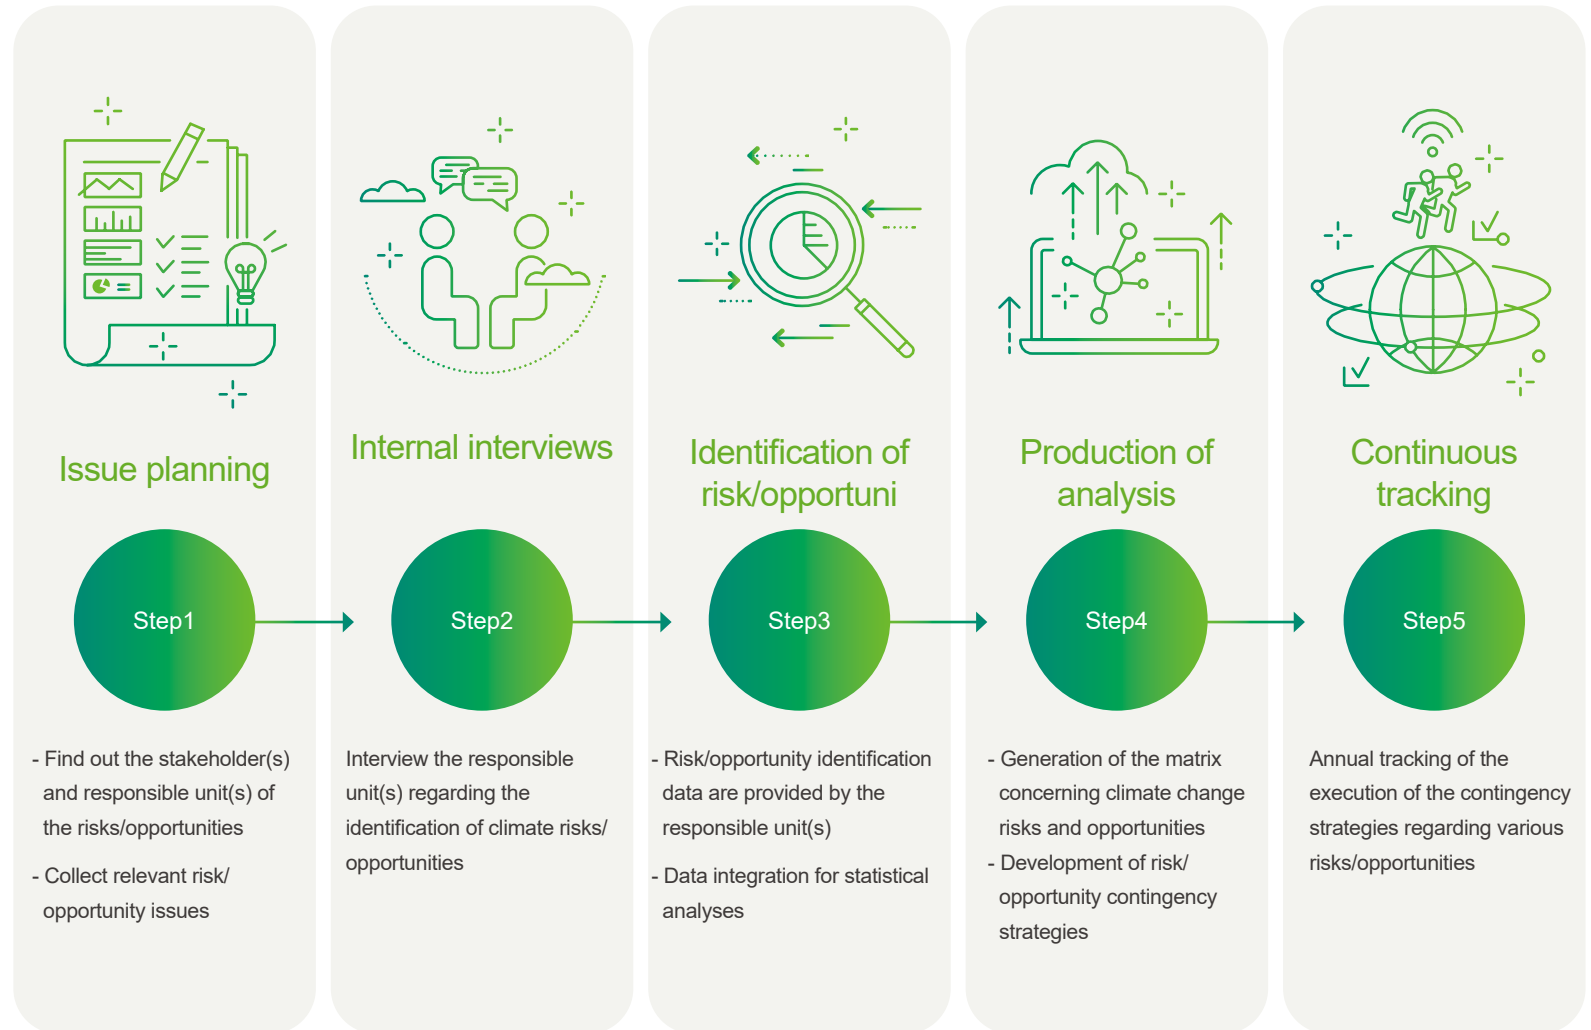 Issue planning
Step1
- Find out the stakeholder(s)
and responsible unit(s) of
the risks/opportunities
- Collect relevant risk/
opportunity issues
Internal interviews
Step2
Interview the responsible
unit(s) regarding the
identification of climate risks/
opportunities
Identification of
risk/opportuni
Step3
- Risk/opportunity identification
data are provided by the
responsible unit(s)
- Data integration for statistical
analyses
Production of
analysis
Step4
- Generation of the matrix
concerning climate change
risks and opportunities
- Development of risk/
opportunity contingency
strategies
Continuous
tracking
Step5
Annual tracking of the
execution of the contingency
strategies regarding various
risks/opportunities